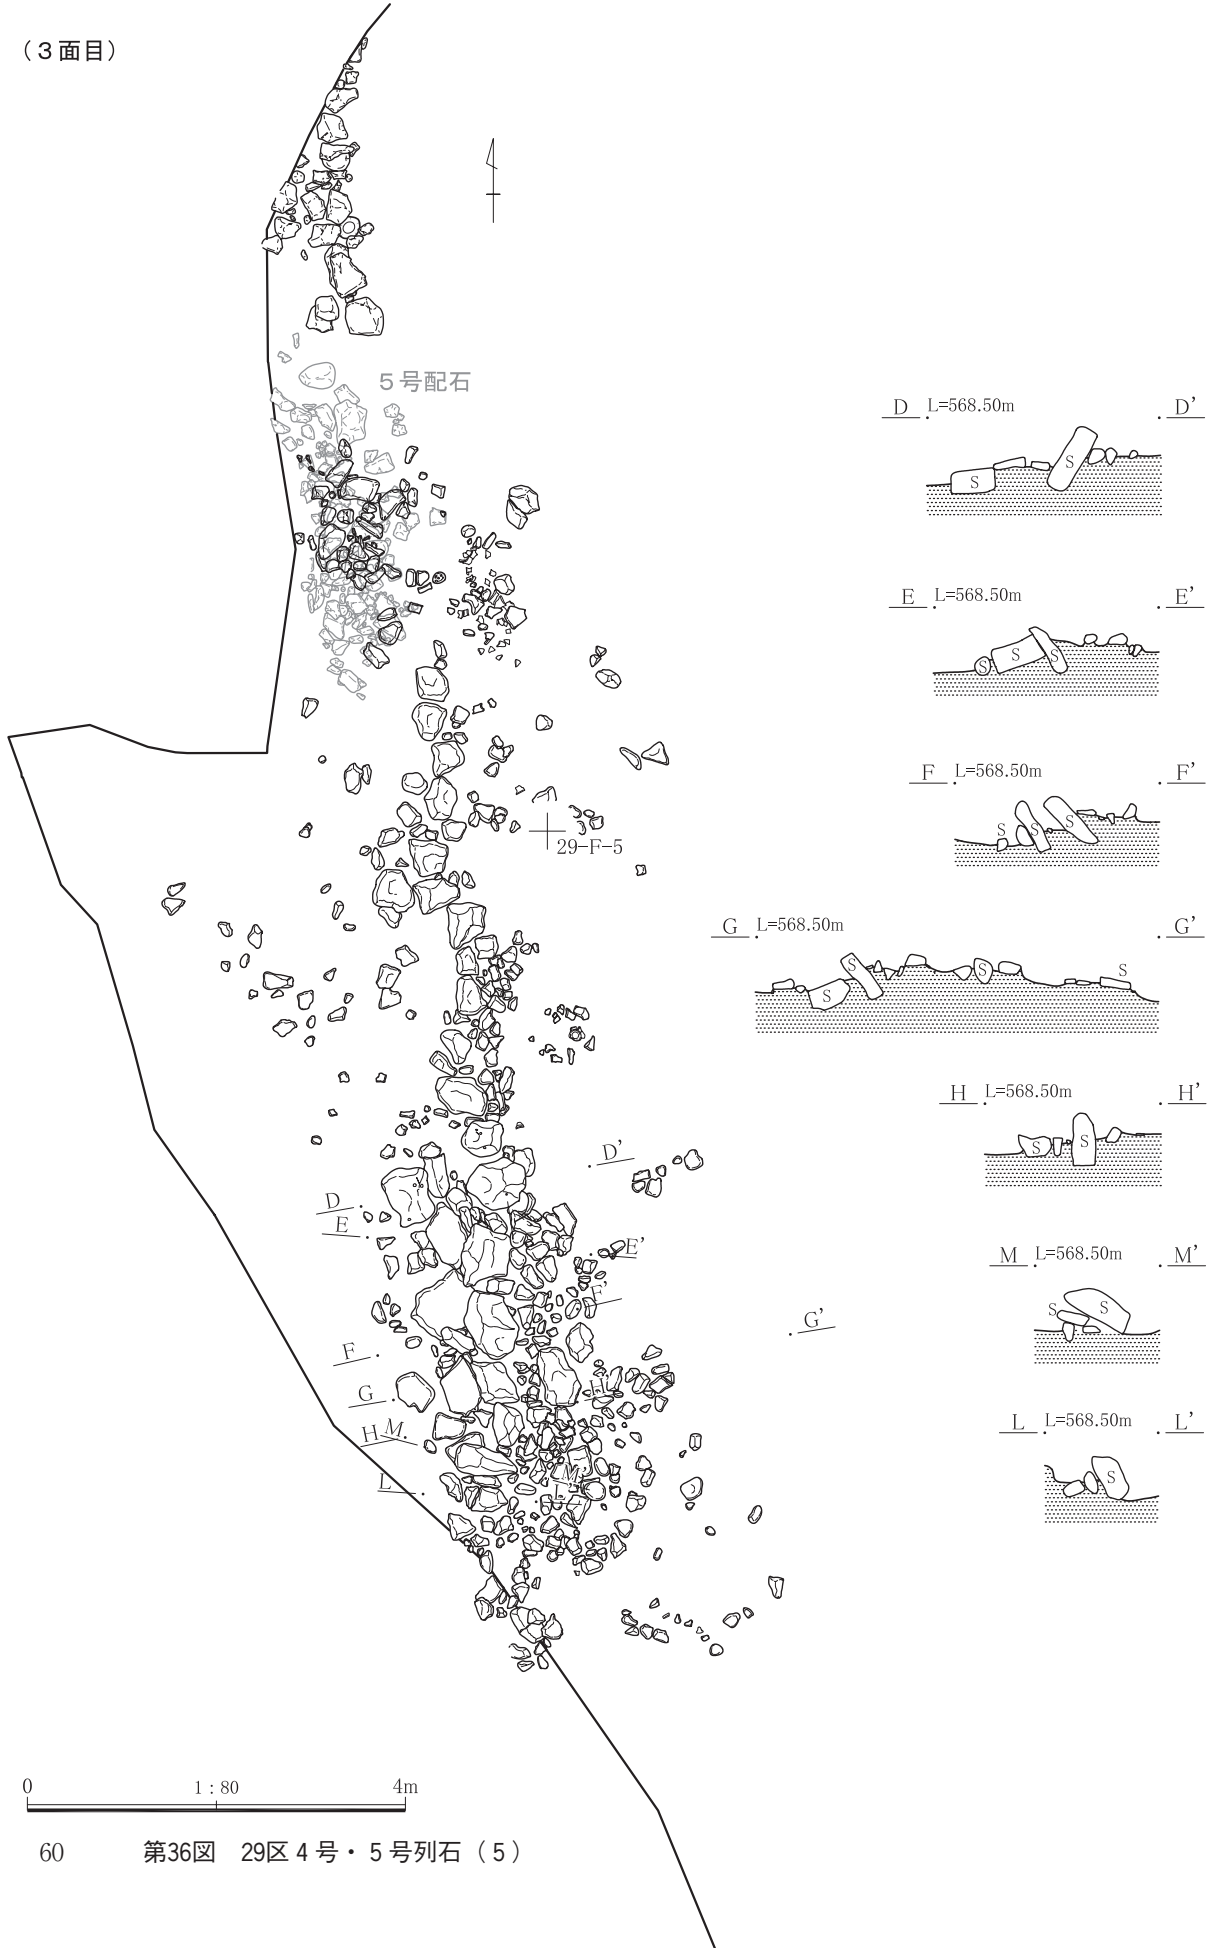 （３面目）
５号配石
D L=568.50m D’
S S
E L=568.50m E’
S S S
F L=568.50m F’
S S S
29-F-5
G L=568.50m G’
S S S S
H L=568.50m H’
S S
D’
D
E
E’
M L=568.50m M’
S S
F’
G’
F
G
H’
H M
L L=568.50m L’
S
M’
L
L’
0 1：80 4m
60 第36図 29区４号・５号列石（５）